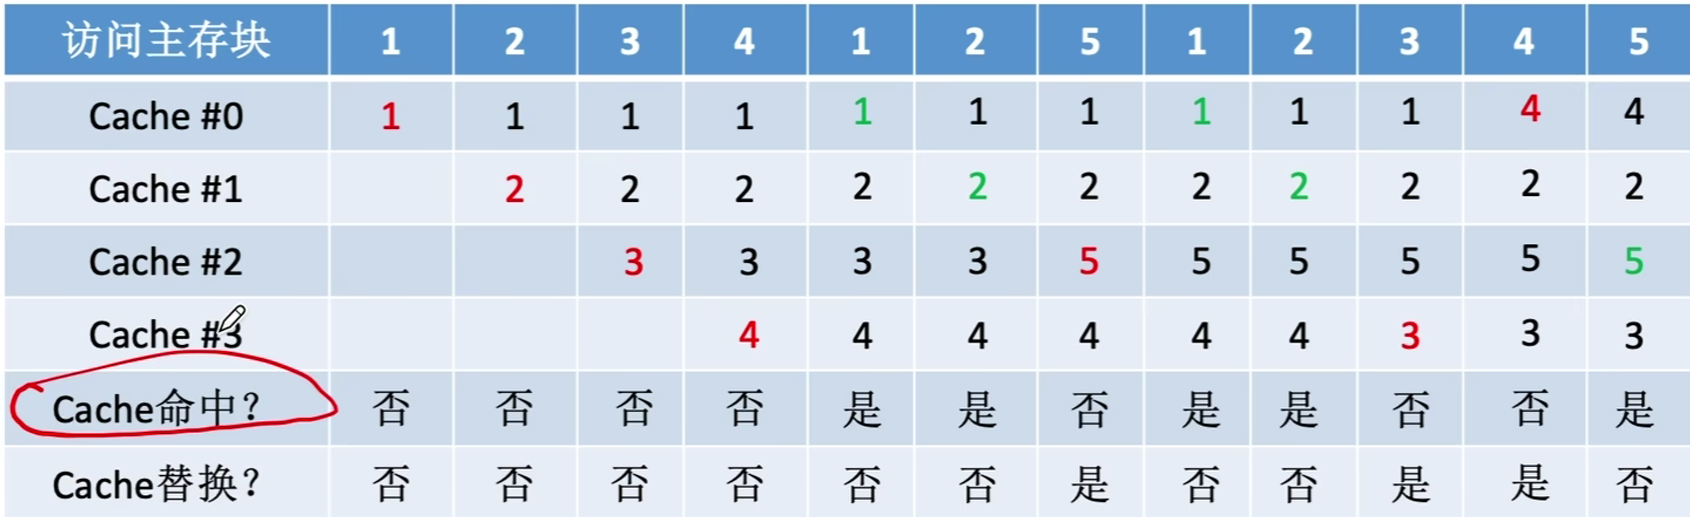 访问主存块 1 2 3 4 1 2 5 1 2 3 4 5
Cache #0 1 1 1 1 1 1 1 1 1 1 4 4
Cache #1 2 2 2 2 2 2 2 2 2 2 2
Cache #2 3 3 3 3 5 5 5 5 5 5
Cache #3 4 4 4 4 4 4 3 3 3
Cache命中? 否 否 否 否 是 是 否 是 是 否 否 是
Cache替换? 否 否 否 否 否 否 是 否 否 是 是 否